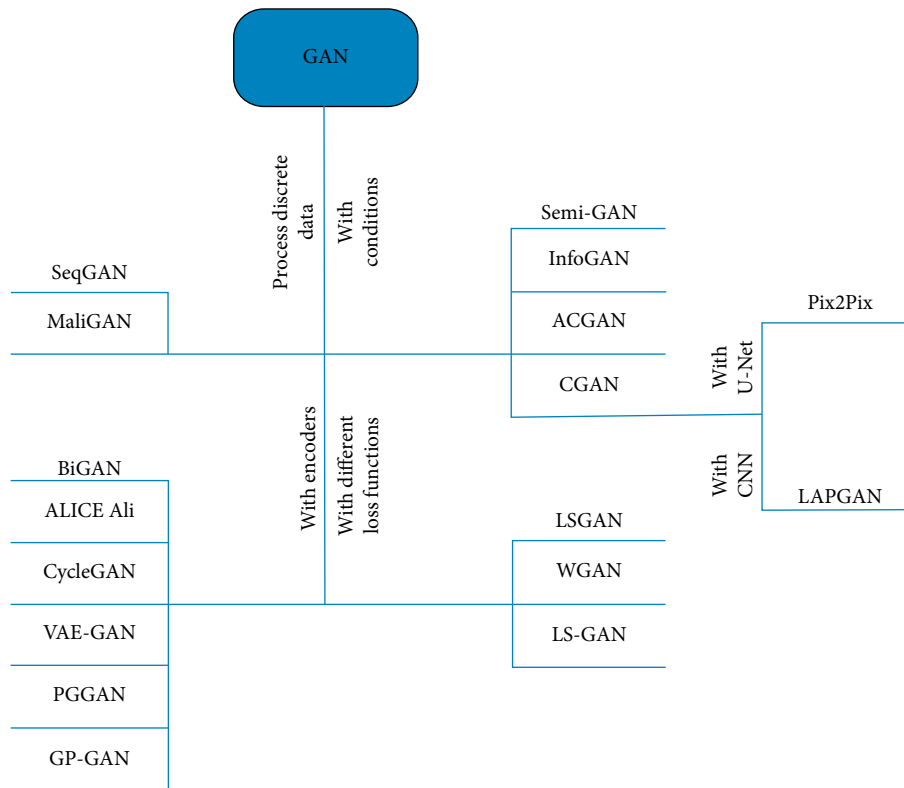 GAN
Process discrete
data
With
conditions
SeqGAN
MaliGAN
Semi-GAN
InfoGAN
ACGAN
CGAN
With
U-Net
Pix2Pix
With
CNN
LAPGAN
With encoders
With different
loss functions
BiGAN
ALICE Ali
CycleGAN
VAE-GAN
PGGAN
GP-GAN
LSGAN
WGAN
LS-GAN